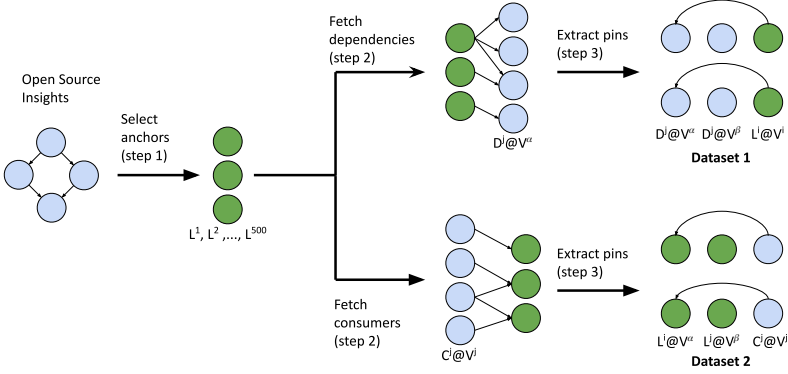 Open Source
Insights
Select
anchors
(step 1)
L¹, L² ,..., L⁵⁰⁰
Fetch
dependencies
(step 2)
Dʲ@Vᵅ
Extract pins
(step 3)
Dʲ@Vᵅ Dʲ@Vᵝ Lⁱ@Vⁱ
Dataset 1
Fetch
consumers
(step 2)
Cʲ@Vʲ
Extract pins
(step 3)
Lⁱ@Vᵅ Lʲ@Vᵝ Cʲ@Vʲ
Dataset 2